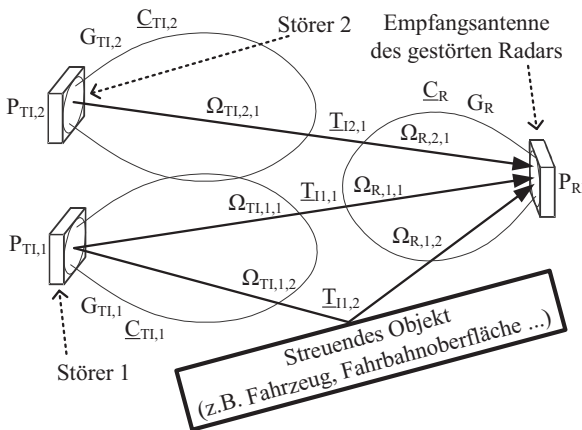 C_TI,2
G_TI,2
Störer 2
Empfangsantenne
des gestörten Radars
P_TI,2
Ω_TI,2,1
T_I2,1
C_R
G_R
Ω_R,2,1
Ω_TI,1,1
T_I1,1
Ω_R,1,1
P_R
P_TI,1
Ω_TI,1,2
Ω_R,1,2
G_TI,1
C_TI,1
T_I1,2
Störer 1
Streuendes Objekt
(z.B. Fahrzeug, Fahrbahnoberfläche ...)